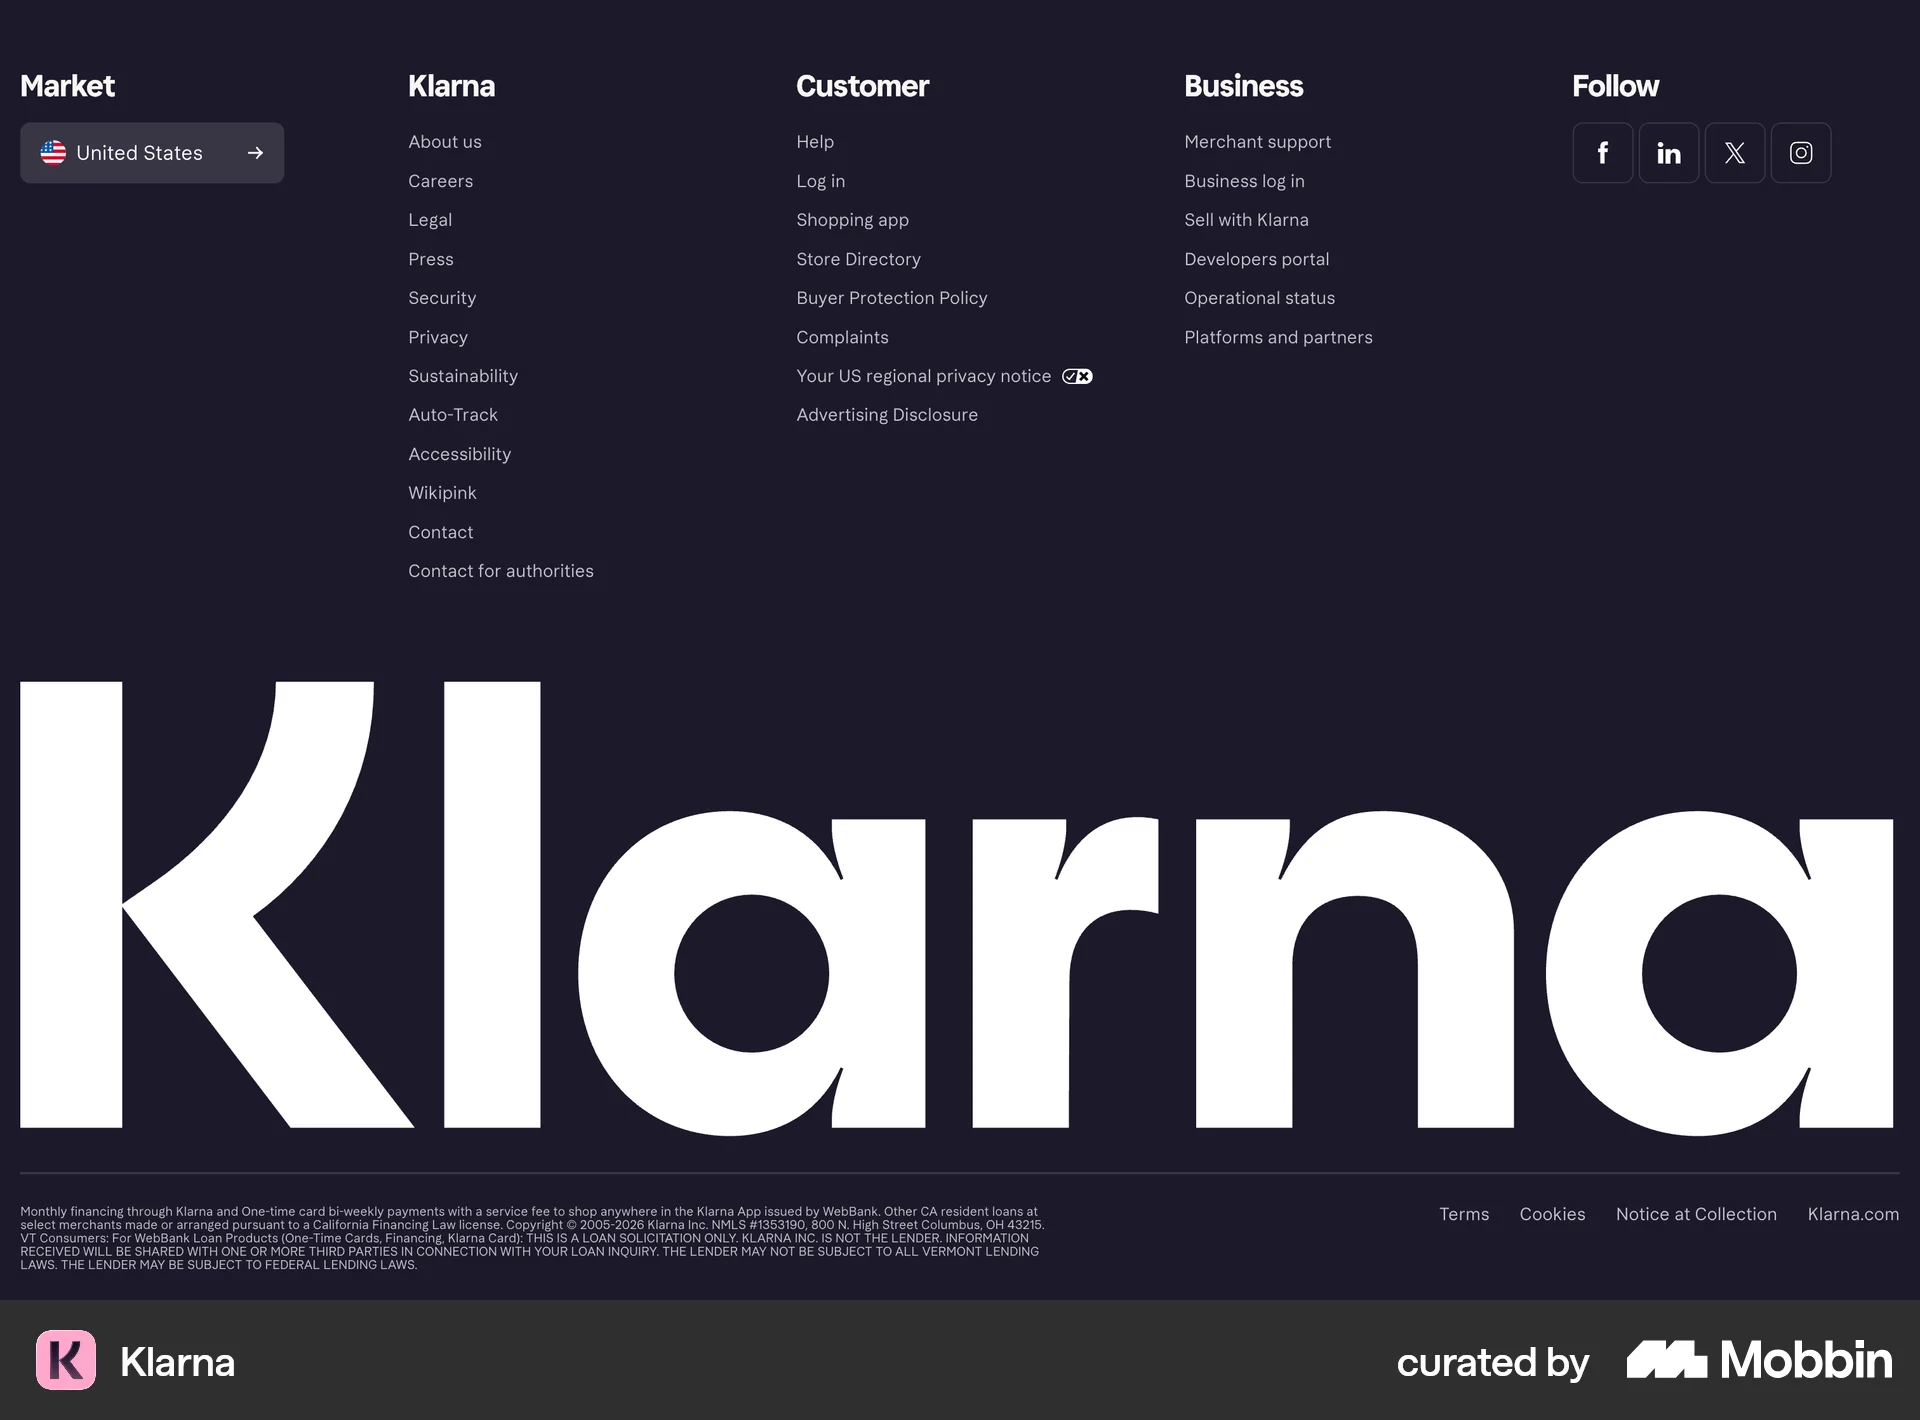 Market
United States
Klarna
About us
Careers
Legal
Press
Security
Privacy
Sustainability
Auto-Track
Accessibility
Wikipink
Contact
Contact for authorities
Customer
Help
Log in
Shopping app
Store Directory
Buyer Protection Policy
Complaints
Your US regional privacy notice
Advertising Disclosure
Business
Merchant support
Business log in
Sell with Klarna
Developers portal
Operational status
Platforms and partners
Follow
Klarna
Monthly financing through Klarna and One-time card bi-weekly payments with a service fee to shop anywhere in the Klarna App issued by WebBank. Other CA resident loans at
select merchants made or arranged pursuant to a California Financing Law license. Copyright © 2005-2026 Klarna Inc. NMLS #1353190, 800 N. High Street Columbus, OH 43215.
VT Consumers: For WebBank Loan Products (One-Time Cards, Financing, Klarna Card): THIS IS A LOAN SOLICITATION ONLY. KLARNA INC. IS NOT THE LENDER. INFORMATION
RECEIVED WILL BE SHARED WITH ONE OR MORE THIRD PARTIES IN CONNECTION WITH YOUR LOAN INQUIRY. THE LENDER MAY NOT BE SUBJECT TO ALL VERMONT LENDING
LAWS. THE LENDER MAY BE SUBJECT TO FEDERAL LENDING LAWS.
Terms Cookies Notice at Collection Klarna.com
K Klarna
curated by Mobbin